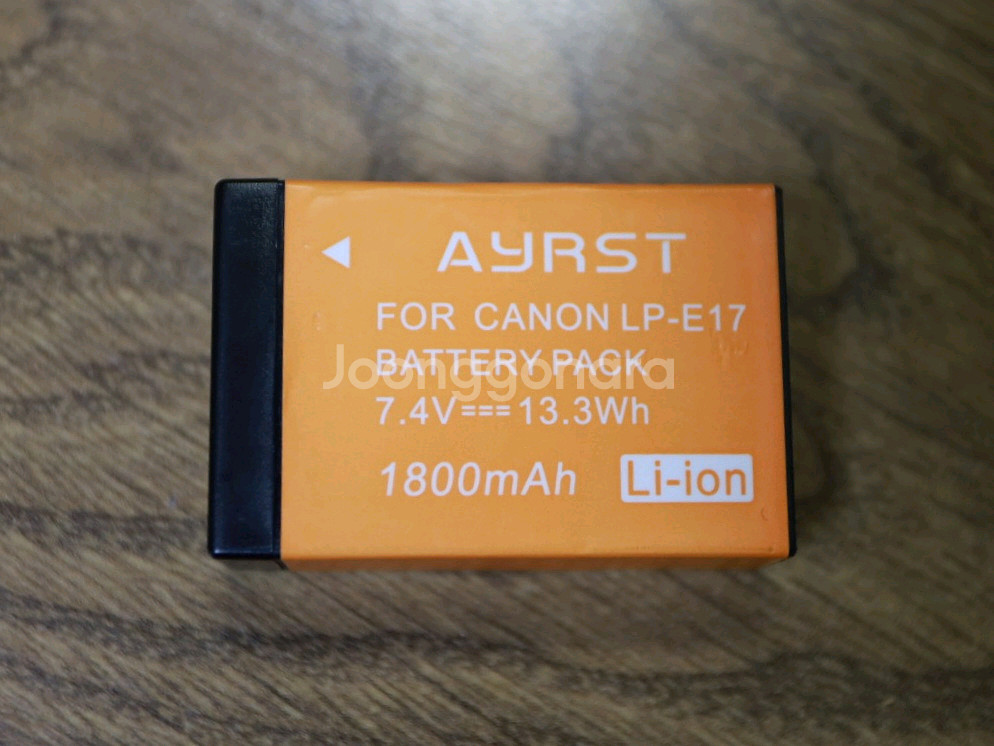 AYRST
FOR CANON LP-E17
BATTERY PACK
Joonggonara
7.4V 13.3Wh
1800mAh Li-ion